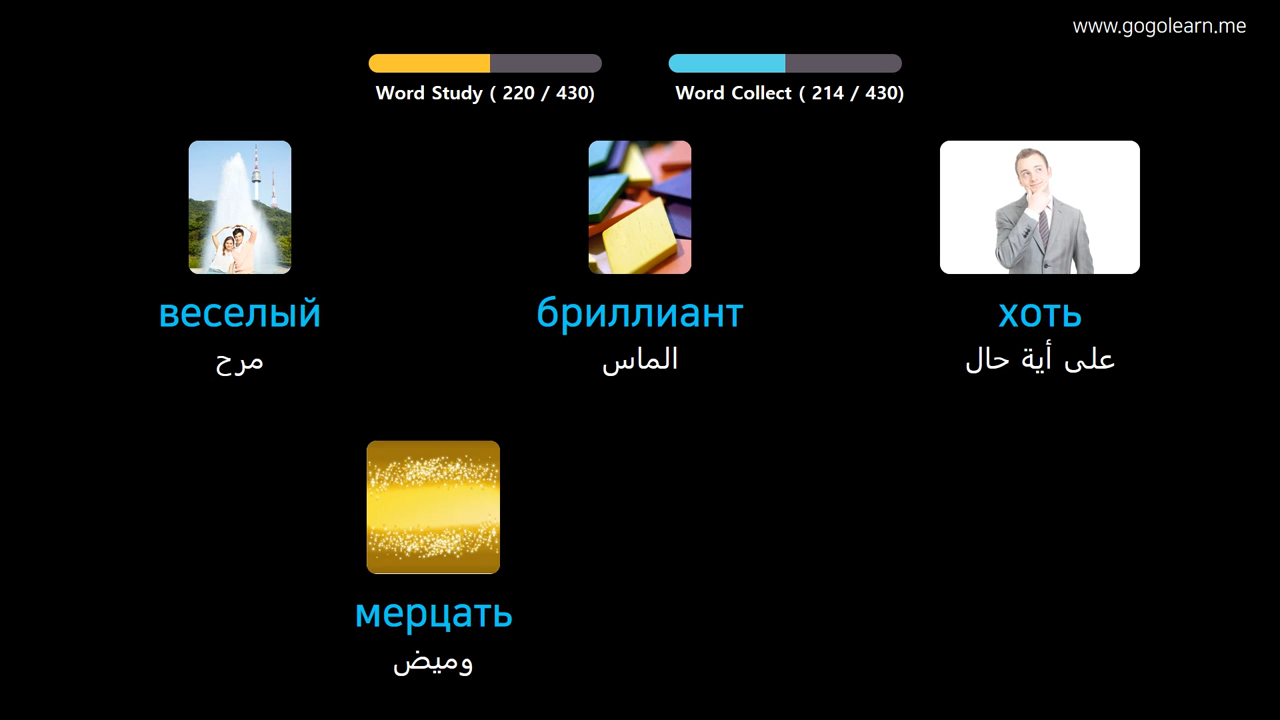 www.gogolearn.me
Word Study ( 220 / 430)
Word Collect ( 214 / 430)
веселый
مرح
бриллиант
الماس
хоть
على أية حال
мерцать
وميض